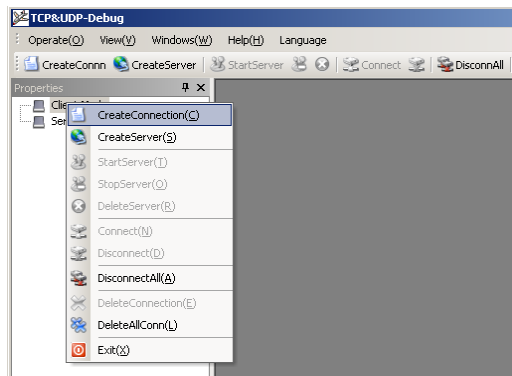 TCP&UDP-Debug
Operate(O) View(V) Windows(W) Help(H) Language
CreateConnn CreateServer StartServer Connect DisconnAll
Properties
CreateConnection(C)
CreateServer(S)
StartServer(T)
StopServer(O)
DeleteServer(R)
Connect(N)
Disconnect(D)
DisconnectAll(A)
DeleteConnection(E)
DeleteAllConn(L)
Exit(X)